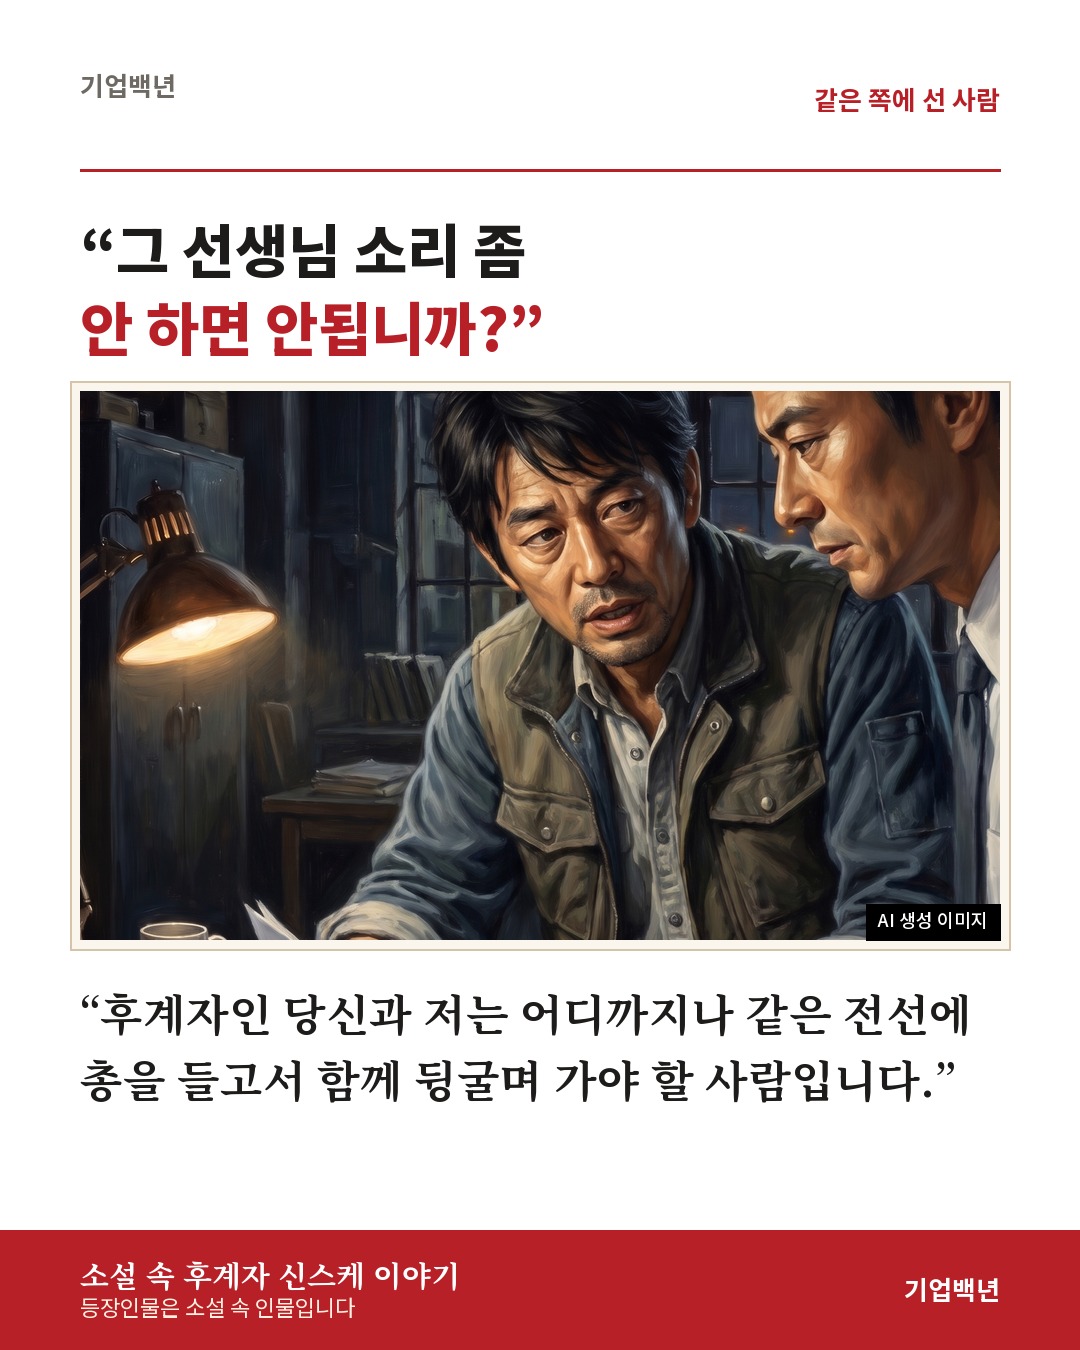 기업백년
같은 쪽에 선 사람
“그 선생님 소리 좀
안 하면 안됩니까?”
AI 생성 이미지
“후계자인 당신과 저는 어디까지나 같은 전선에
총을 들고서 함께 뒹굴며 가야 할 사람입니다.”
소설 속 후계자 신스케 이야기
등장인물은 소설 속 인물입니다
기업백년